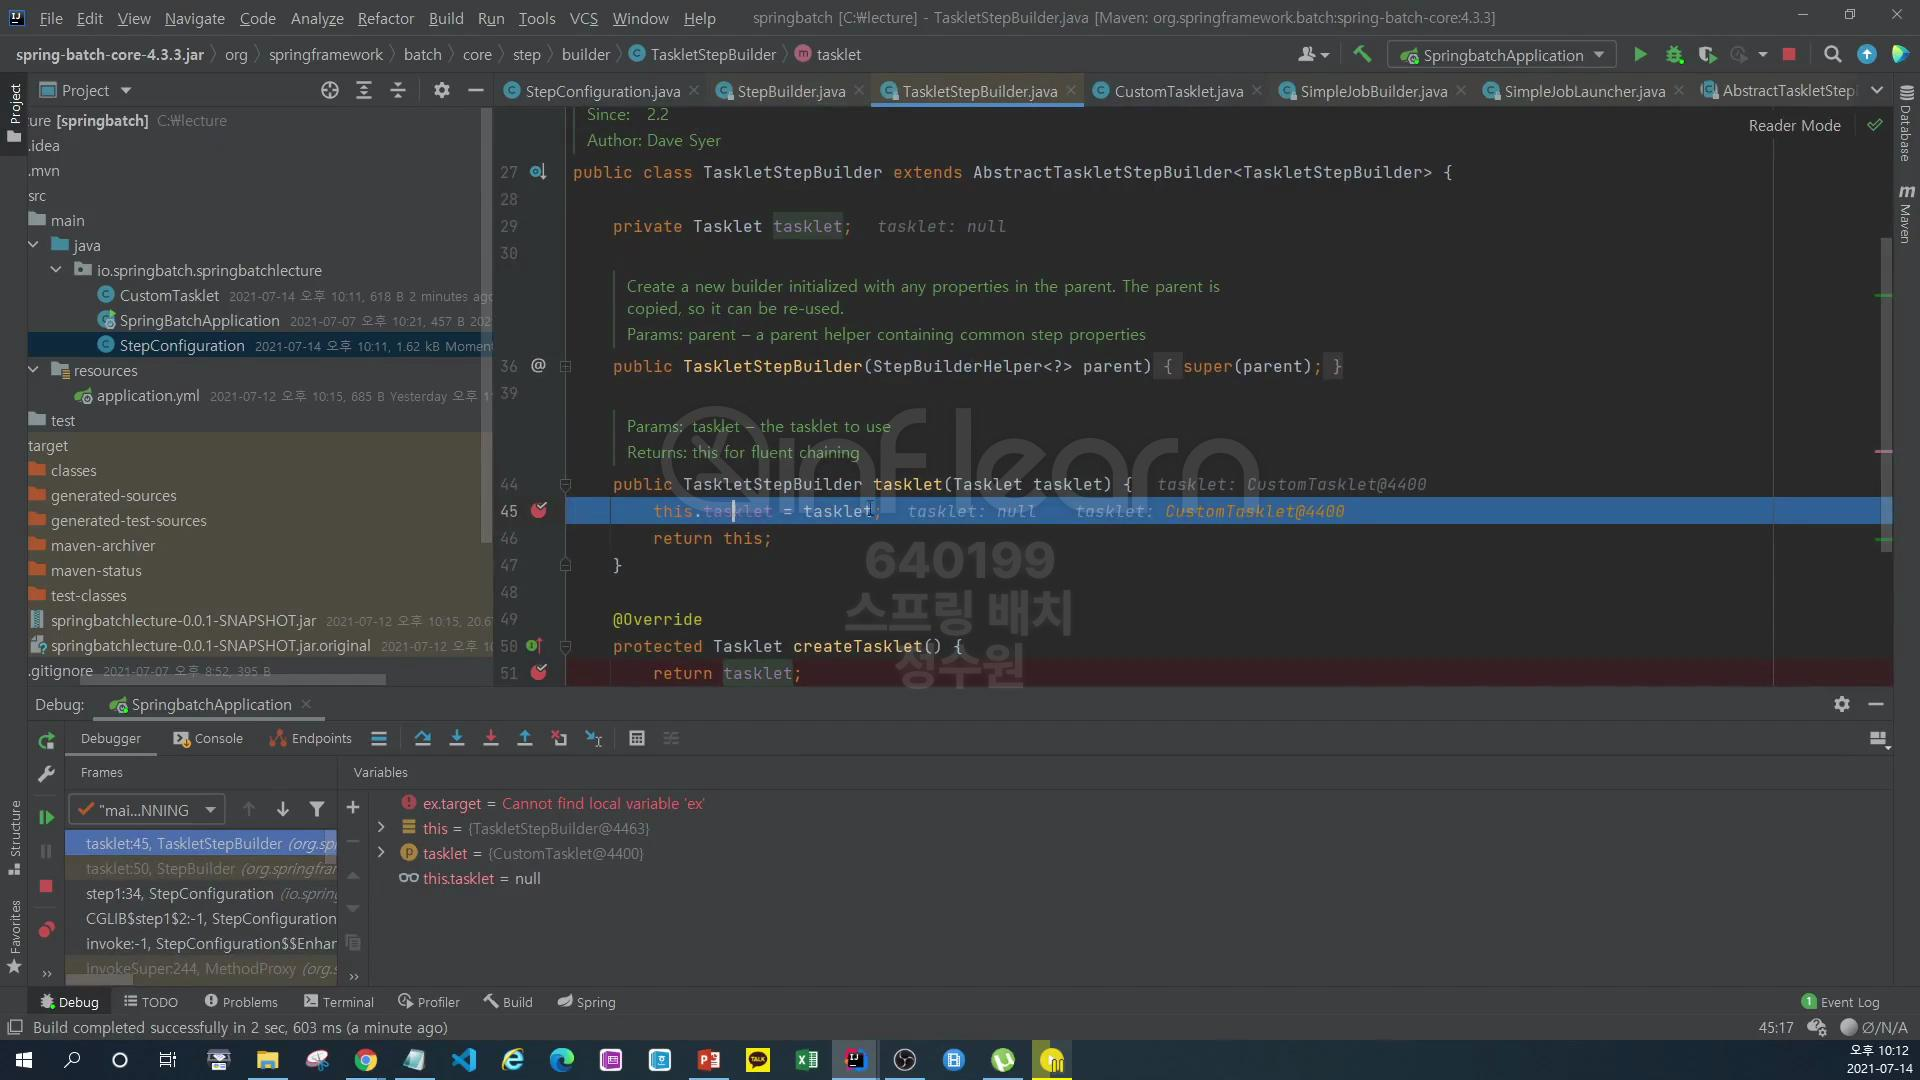 File Edit View Navigate Code Analyze Refactor Build Run Tools VCS Window Help springbatch [C:₩lecture] - TaskletStepBuilder.java [Maven: org.springframework.batch:spring-batch-core:4.3.3]
spring-batch-core-4.3.3.jar org springframework batch core step builder TaskletStepBuilder tasklet SpringbatchApplication
Project StepConfiguration.java StepBuilder.java TaskletStepBuilder.java CustomTasklet.java SimpleJobBuilder.java SimpleJobLauncher.java AbstractTaskletStep
Project
Database
Maven
Structure
Favorites
ure [springbatch] C:₩lecture
.idea
.mvn
src
main
java
io.springbatch.springbatchlecture
CustomTasklet 2021-07-14 오후 10:11, 618 B 2 minutes ago
SpringBatchApplication 2021-07-07 오후 10:21, 457 B 202
StepConfiguration 2021-07-14 오후 10:11, 1.62 kB Momen
resources
application.yml 2021-07-12 오후 10:15, 685 B Yesterday 오후 1
test
target
classes
generated-sources
generated-test-sources
maven-archiver
maven-status
test-classes
springbatchlecture-0.0.1-SNAPSHOT.jar 2021-07-12 오후 10:15, 20.6
springbatchlecture-0.0.1-SNAPSHOT.jar.original 2021-07-12 오후 1
.gitignore 2021-07-07 오후 8:52, 395 B
Since: 2.2
Author: Dave Syer
Reader Mode
27 public class TaskletStepBuilder extends AbstractTaskletStepBuilder<TaskletStepBuilder> {
28
29 private Tasklet tasklet; tasklet: null
30
Create a new builder initialized with any properties in the parent. The parent is
copied, so it can be re-used.
Params: parent – a parent helper containing common step properties
36 @ public TaskletStepBuilder(StepBuilderHelper<?> parent) { super(parent); }
39
Params: tasklet – the tasklet to use
Returns: this for fluent chaining
44 public TaskletStepBuilder tasklet(Tasklet tasklet) { tasklet: CustomTasklet@4400
45 this.tasklet = tasklet; tasklet: null tasklet: CustomTasklet@4400
46 return this;
47 }
48
49 @Override
50 protected Tasklet createTasklet() {
51 return tasklet;
inflearn
640199
스프링 배치
성수원
Debug: SpringbatchApplication
Debugger Console Endpoints
Frames Variables
"mai...NNING
tasklet:45, TaskletStepBuilder (org.sp
tasklet:50, StepBuilder (org.springfra
step1:34, StepConfiguration (io.spring
CGLIB$step1$2:-1, StepConfiguration
invoke:-1, StepConfiguration$$Enhan
invokeSuper:244, MethodProxy (org.s
ex.target = Cannot find local variable 'ex'
this = {TaskletStepBuilder@4463}
tasklet = {CustomTasklet@4400}
this.tasklet = null
Debug TODO Problems Terminal Profiler Build Spring 1 Event Log
Build completed successfully in 2 sec, 603 ms (a minute ago) 45:17 Ø/N/A
TALK
오후 10:12
2021-07-14